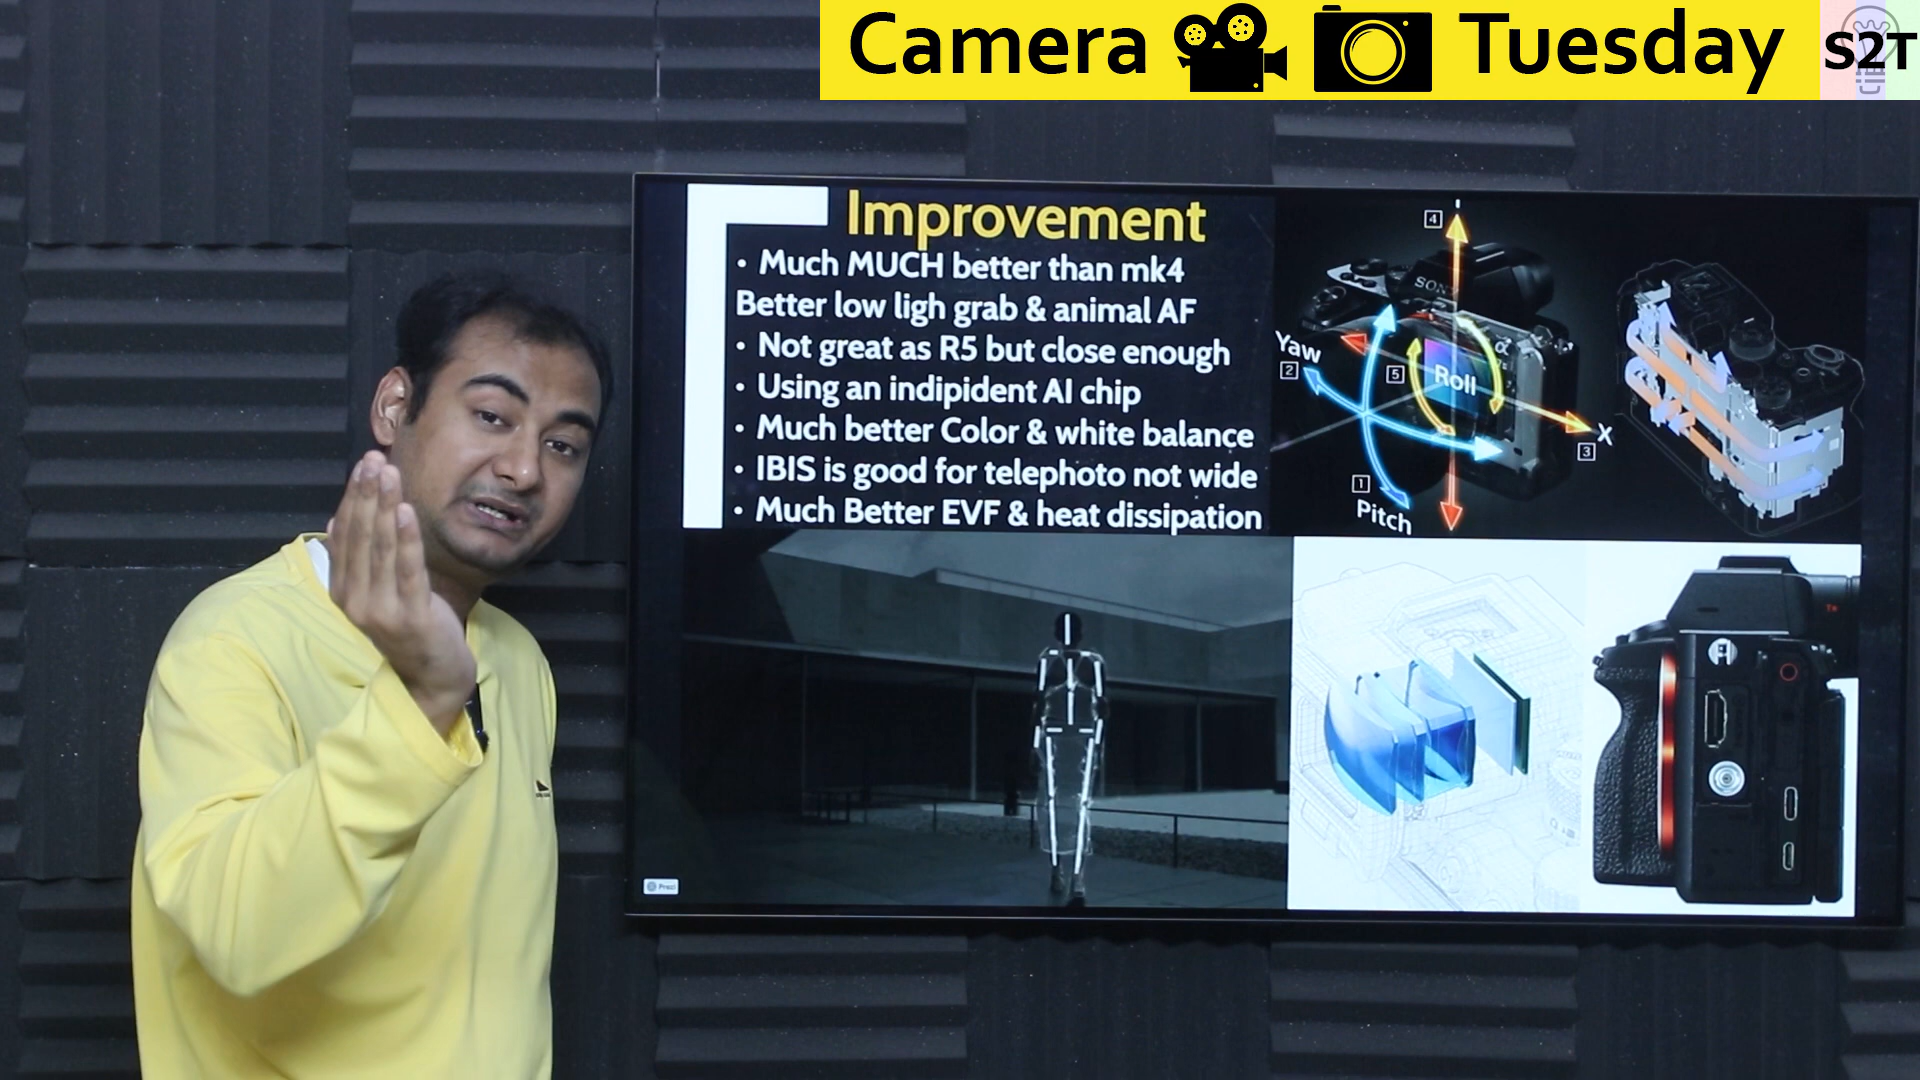 Camera Tuesday S2T
Improvement
• Much MUCH better than mk4
Better low ligh grab & animal AF
• Not great as R5 but close enough
• Using an indipident AI chip
• Much better Color & white balance
• IBIS is good for telephoto not wide
• Much Better EVF & heat dissipation
4
SONY
α
Yaw
2
5
Roll
X
3
1
Pitch
Prezi